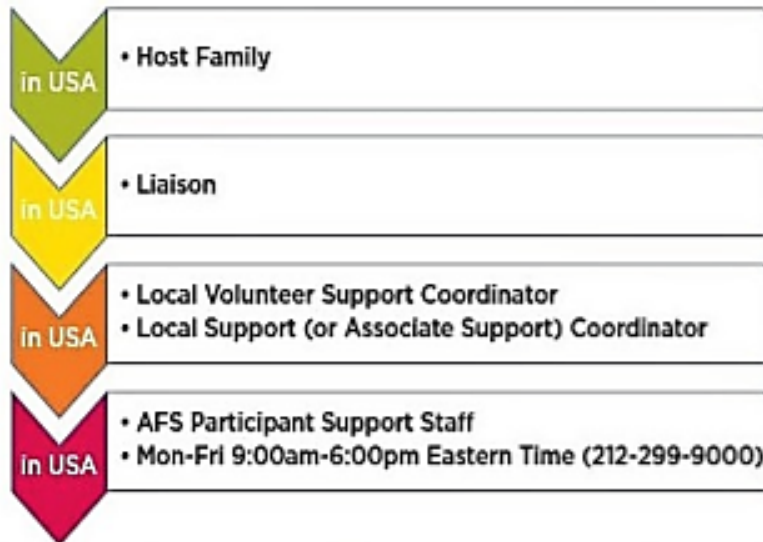 in USA
• Host Family
in USA
• Liaison
in USA
• Local Volunteer Support Coordinator
• Local Support (or Associate Support) Coordinator
in USA
• AFS Participant Support Staff
• Mon-Fri 9:00am-6:00pm Eastern Time (212-299-9000)